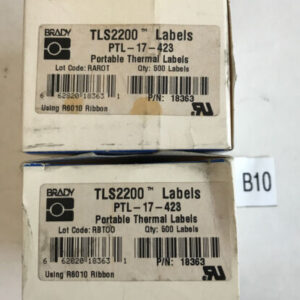 BRADY
TLS2200™ Labels
PTL-17-423
Portable Thermal Labels
Lot Code: RAROT Qty: 500 Labels
6 62820 18363 1
P/N: 18363
Using R6010 Ribbon
BRADY
TLS2200™ Labels
PTL-17-423
Portable Thermal Labels
Lot Code: RBTOO Qty: 500 Labels
6 62820 18363 1
P/N: 18363
Using R6010 Ribbon
B10